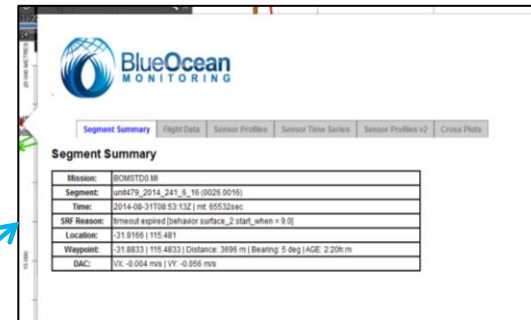 BlueOcean
MONITORING
Segment Summary Flight Data Sensor Profiles Sensor Time Series Sensor Profiles v2 Cross Plots
Segment Summary
Mission: BOMSTD0.MI
Segment: unit479_2014_241_5_16 (0026.0016)
Time: 2014-08-31T08:53:13Z | mt: 65532sec
SRF Reason: timeout expired [behavior surface_2 start_when = 9.0]
Location: -31.9166 | 115.481
Waypoint: -31.8833 | 115.4833 | Distance: 3696 m | Bearing: 5 deg | AGE: 2:20h:m
DAC: VX: -0.004 m/s | VY: -0.056 m/s